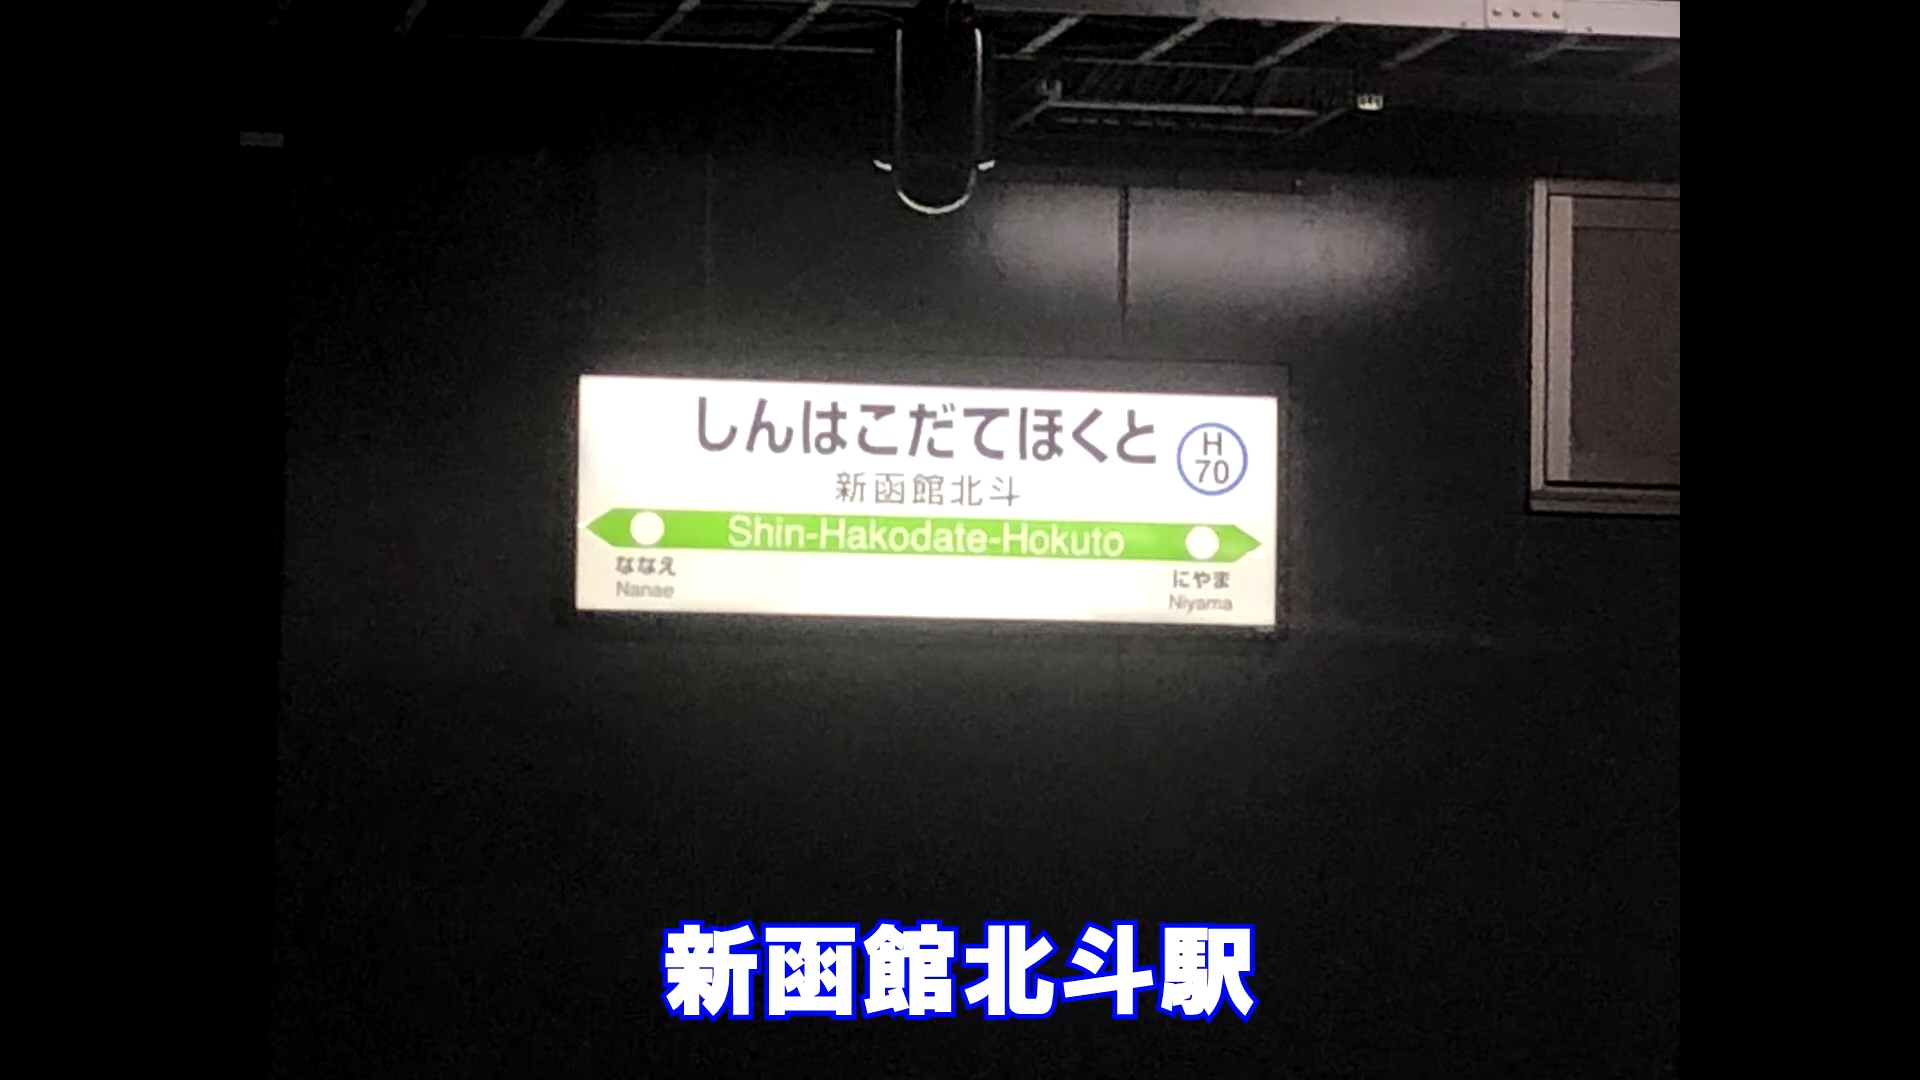 しんはこだてほくと
H
70
新函館北斗
Shin-Hakodate-Hokuto
ななえ
Nanae
にやま
Niyama
新函館北斗駅